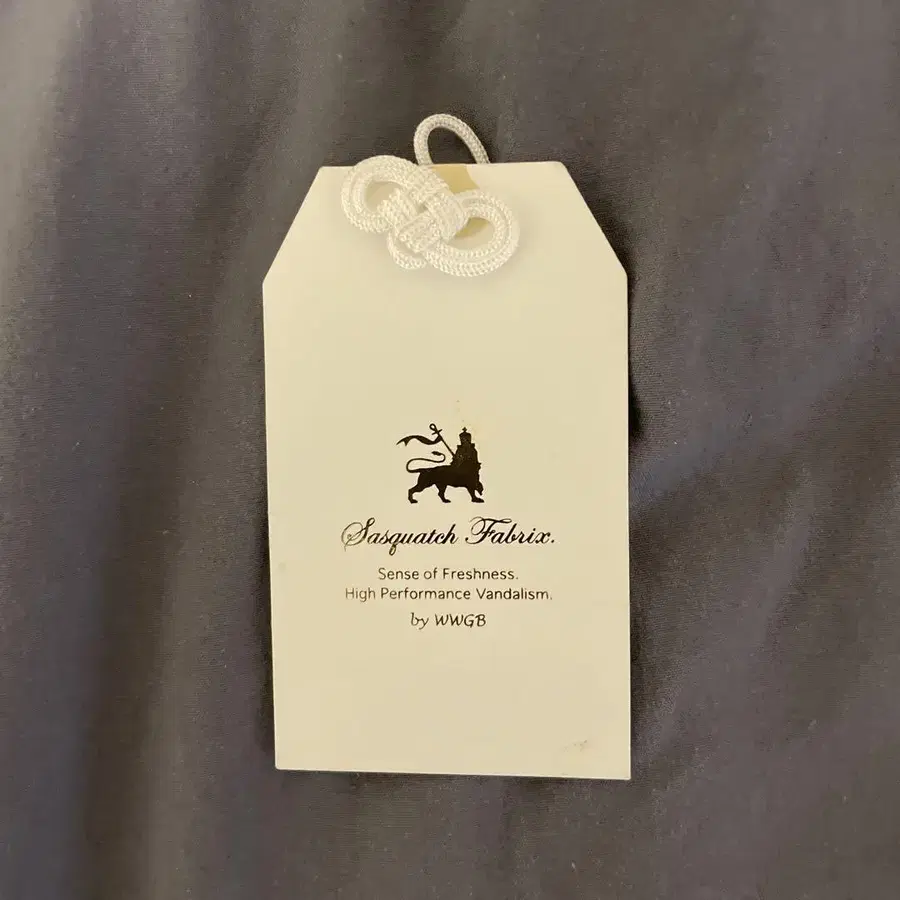 Sasquatch Fabrix.
Sense of Freshness.
High Performance Vandalism.
by WWGB